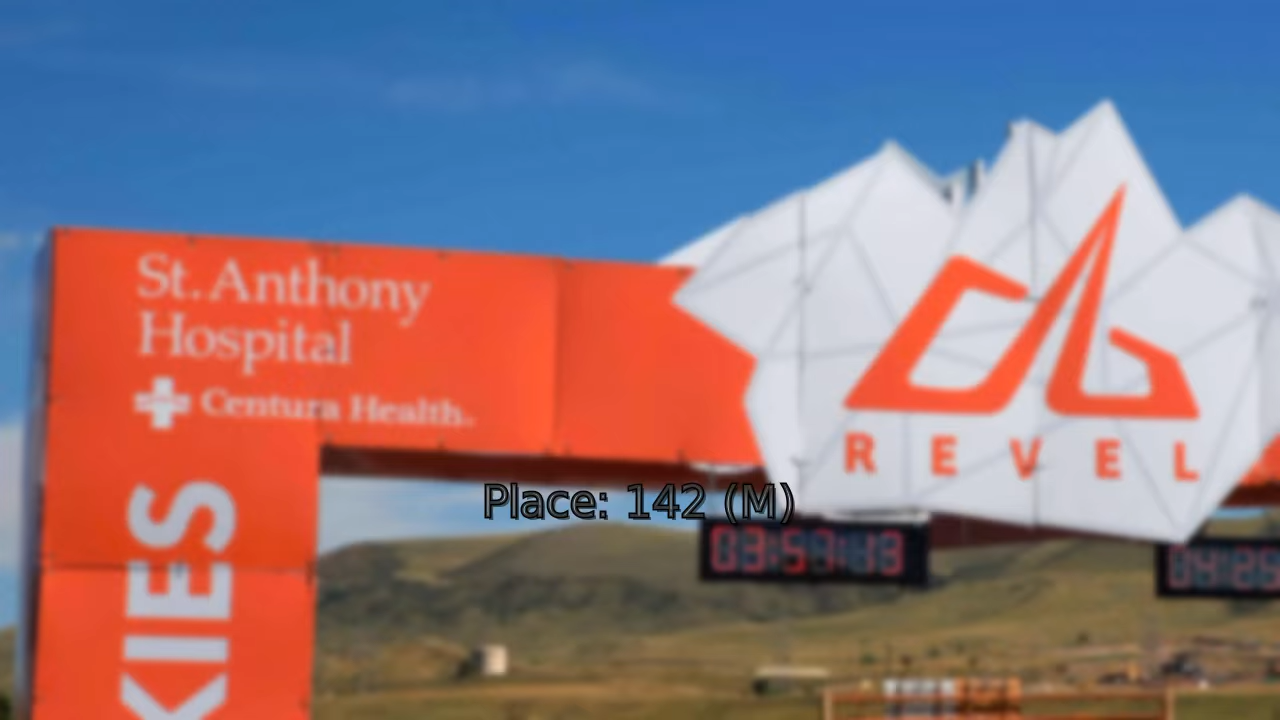 St. Anthony
Hospital
Centura Health.
KIES
REVEL
Place: 142 (M)
03:57:13